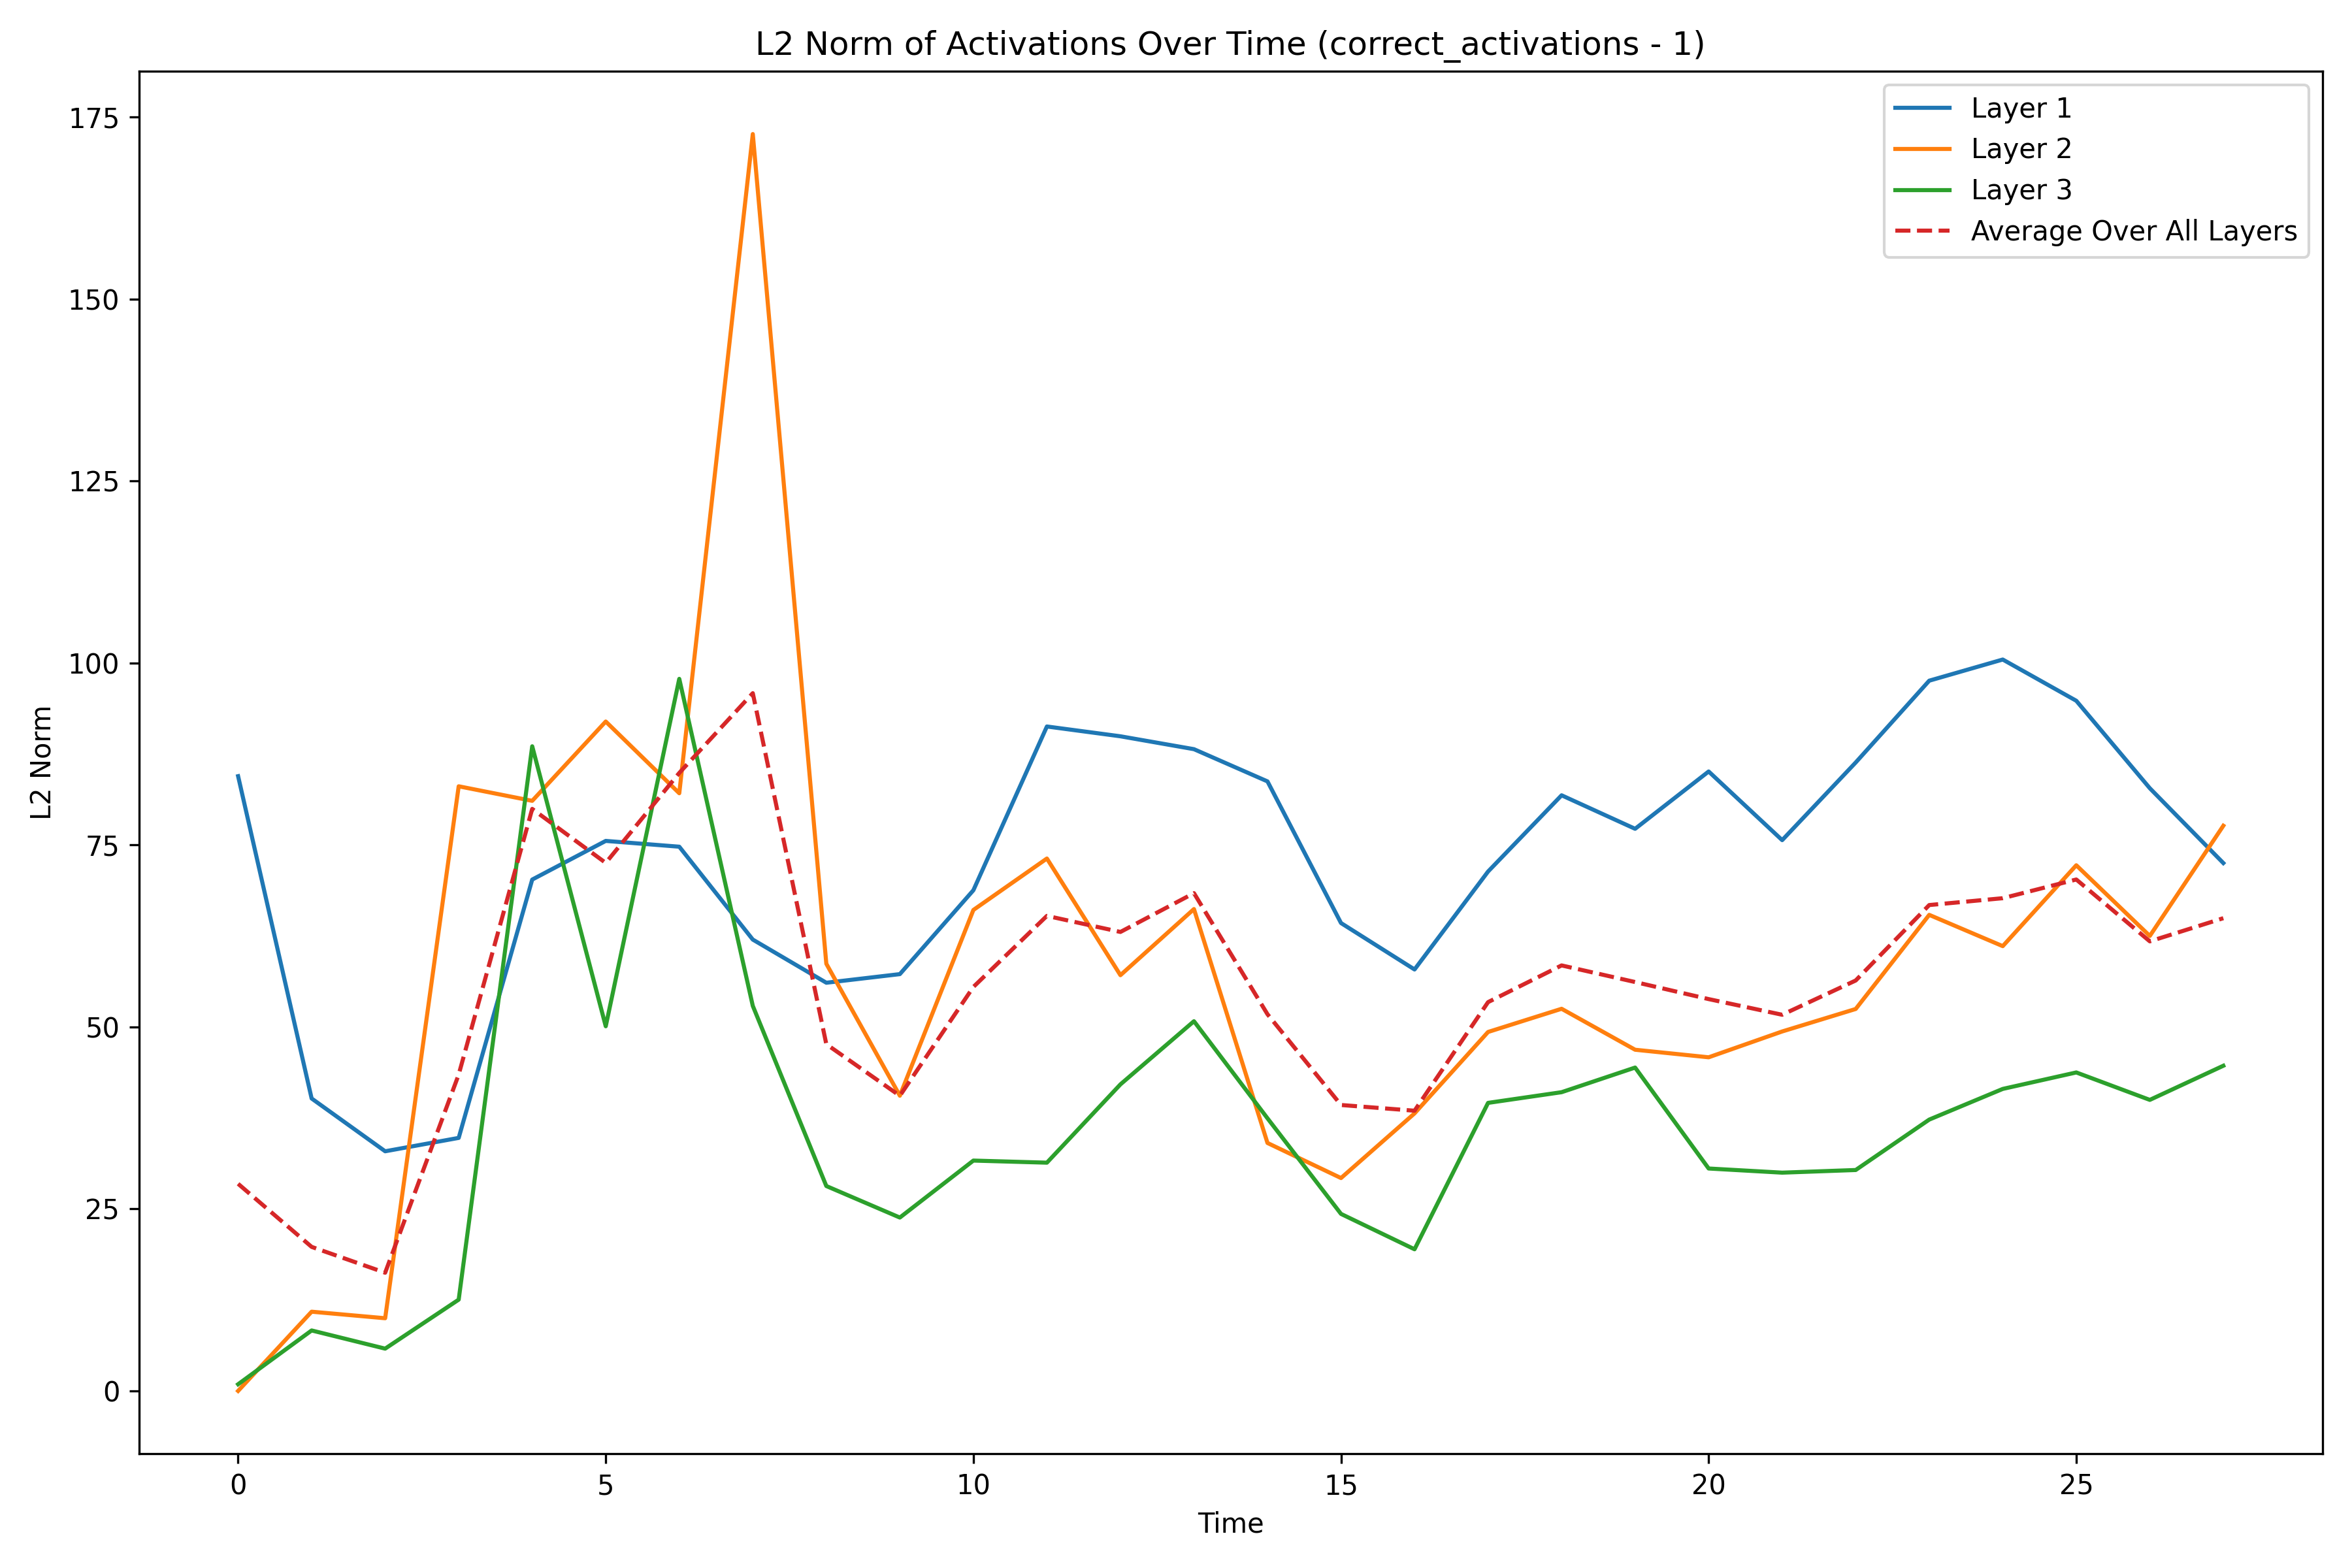 L2 Norm of Activations Over Time (correct_activations - 1)
Layer 1
Layer 2
Layer 3
Average Over All Layers
175
150
125
100
75
50
25
0
L2 Norm
0 5 10 15 20 25
Time